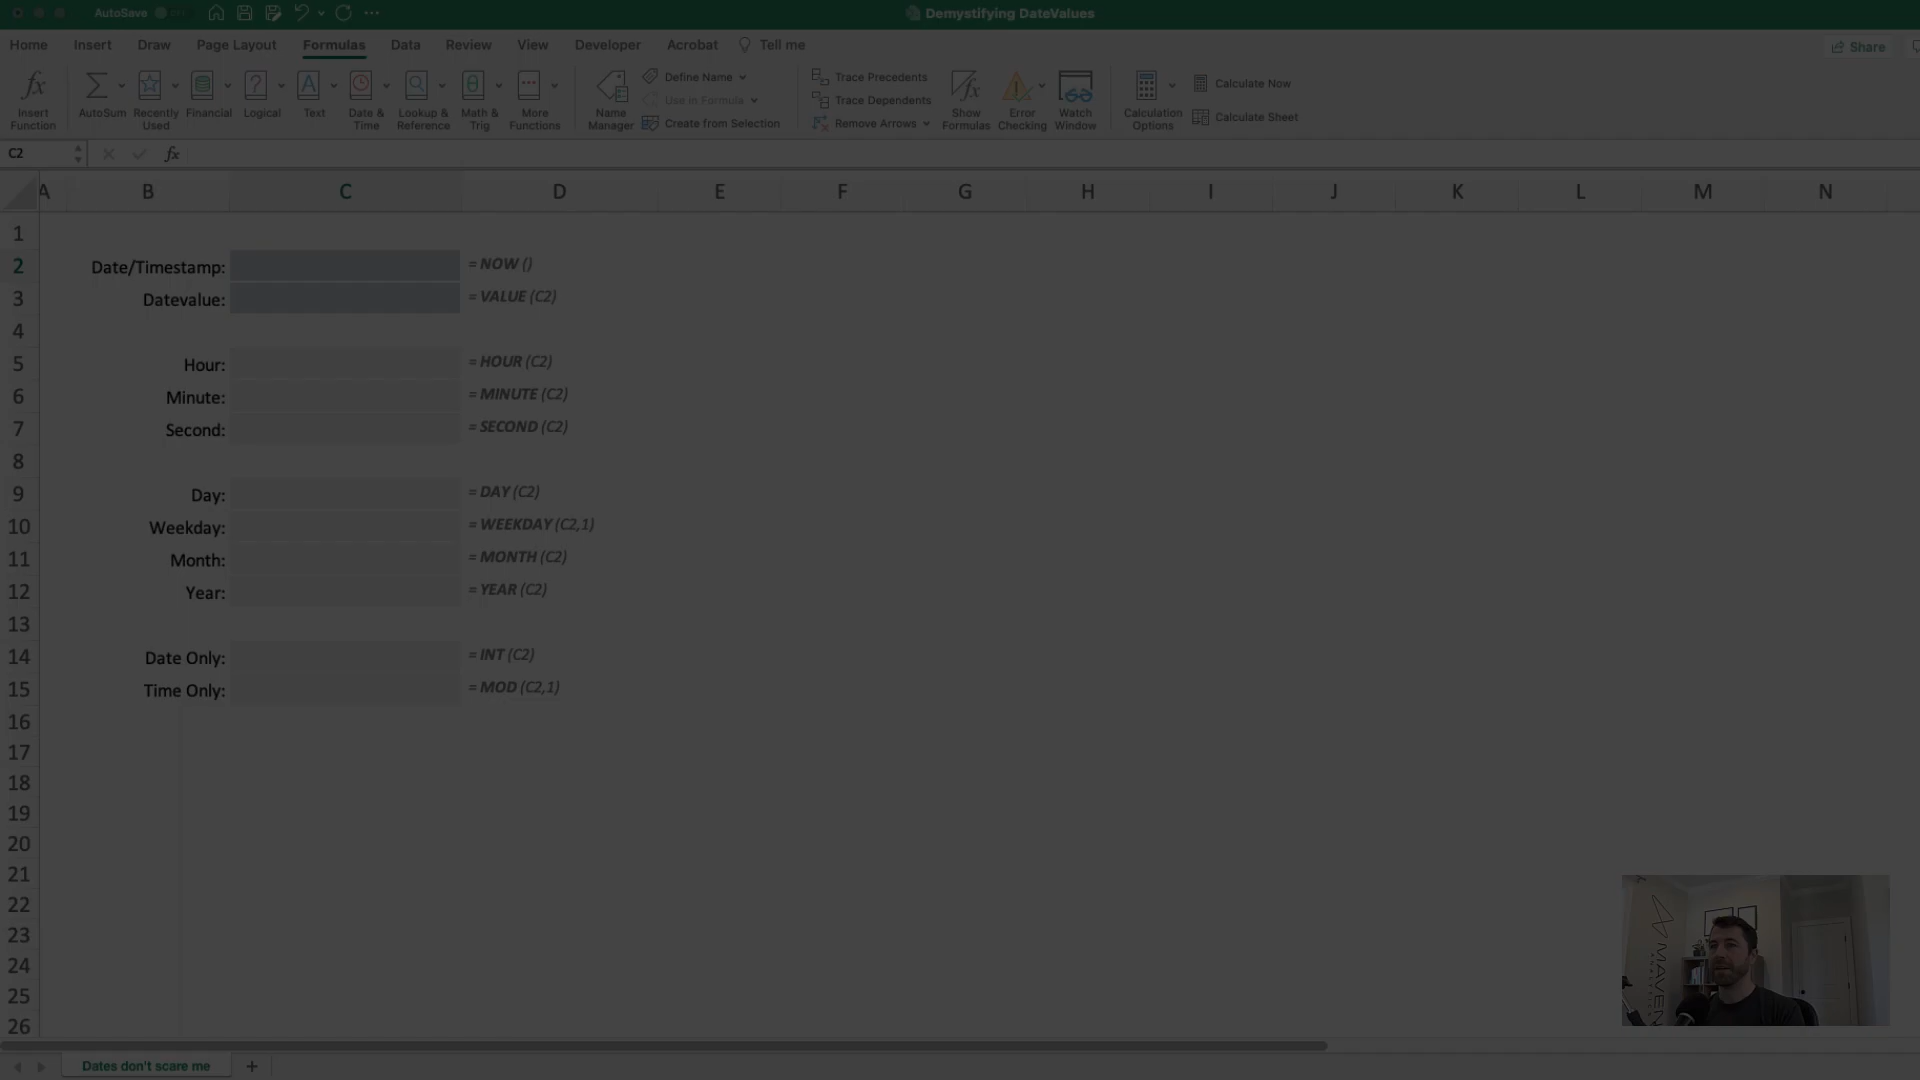 AutoSave
Demystifying DateValues
Home Insert Draw Page Layout Formulas Data Review View Developer Acrobat Tell me
Share
Insert Function
AutoSum
Recently Used
Financial
Logical
Text
Date & Time
Lookup & Reference
Math & Trig
More Functions
Name Manager
Define Name
Use in Formula
Create from Selection
Trace Precedents
Trace Dependents
Remove Arrows
Show Formulas
Error Checking
Watch Window
Calculation Options
Calculate Now
Calculate Sheet
C2 fx
A B C D E F G H I J K L M N
1
2 Date/Timestamp: = NOW ()
3 Datevalue: = VALUE (C2)
4
5 Hour: = HOUR (C2)
6 Minute: = MINUTE (C2)
7 Second: = SECOND (C2)
8
9 Day: = DAY (C2)
10 Weekday: = WEEKDAY (C2,1)
11 Month: = MONTH (C2)
12 Year: = YEAR (C2)
13
14 Date Only: = INT (C2)
15 Time Only: = MOD (C2,1)
16
17
18
19
20
21
22
23
24
25
26
MAVEN
Dates don't scare me +